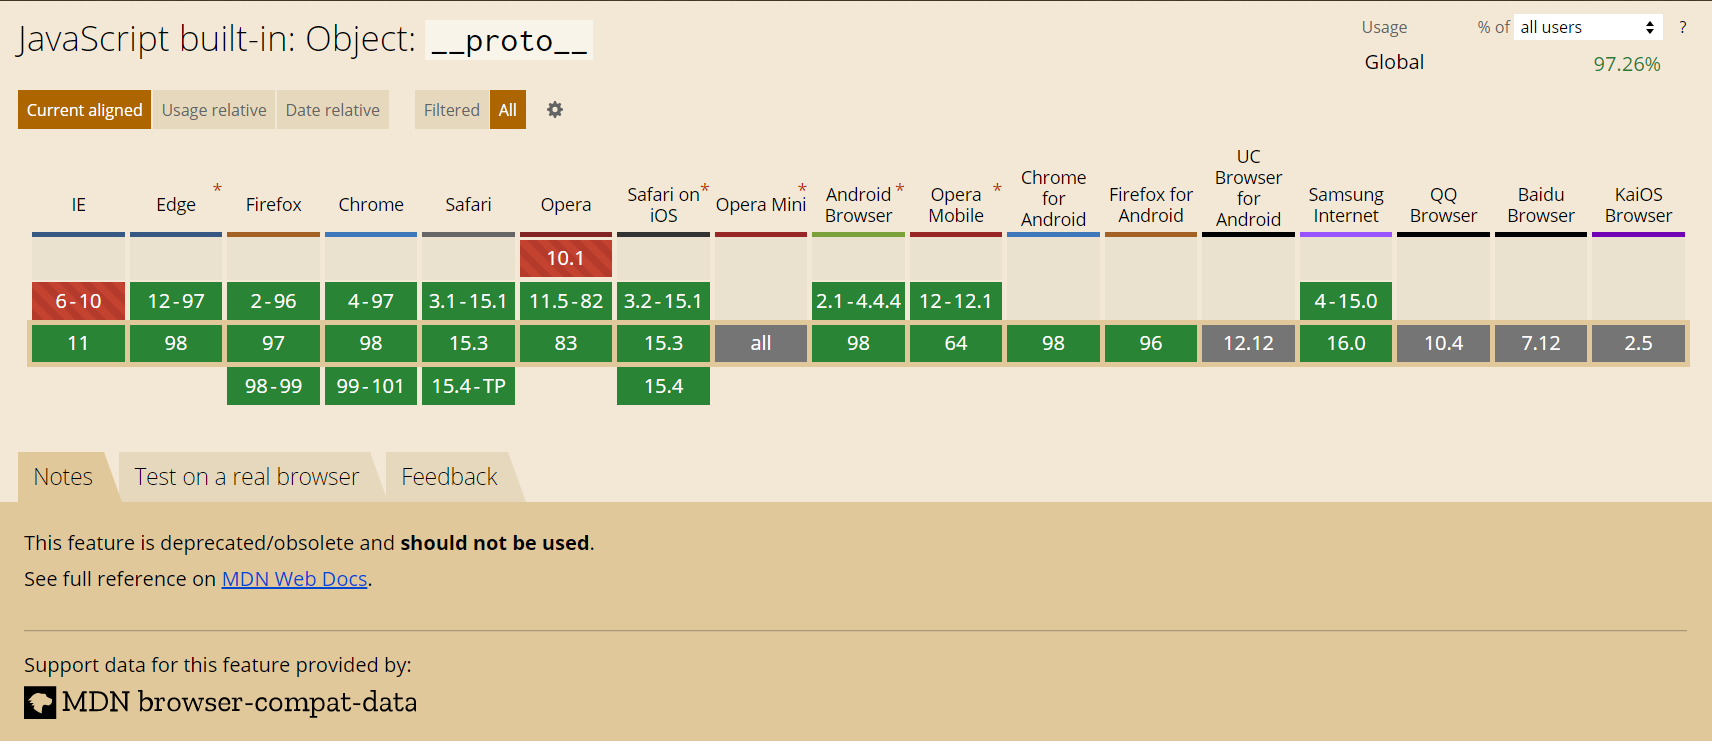 JavaScript built-in: Object: __proto__
Usage % of all users ?
Global 97.26%
Current aligned Usage relative Date relative Filtered All
IE
Edge *
Firefox
Chrome
Safari
Opera
Safari on *
iOS
Opera Mini *
Android *
Browser
Opera *
Mobile
Chrome
for
Android
Firefox for
Android
UC
Browser
for
Android
Samsung
Internet
QQ
Browser
Baidu
Browser
KaiOS
Browser
10.1
6-10 12-97 2-96 4-97 3.1-15.1 11.5-82 3.2-15.1 2.1-4.4.4 12-12.1 4-15.0
11 98 97 98 15.3 83 15.3 all 98 64 98 96 12.12 16.0 10.4 7.12 2.5
98-99 99-101 15.4-TP 15.4
Notes Test on a real browser Feedback
This feature is deprecated/obsolete and should not be used.
See full reference on MDN Web Docs.
Support data for this feature provided by:
MDN browser-compat-data